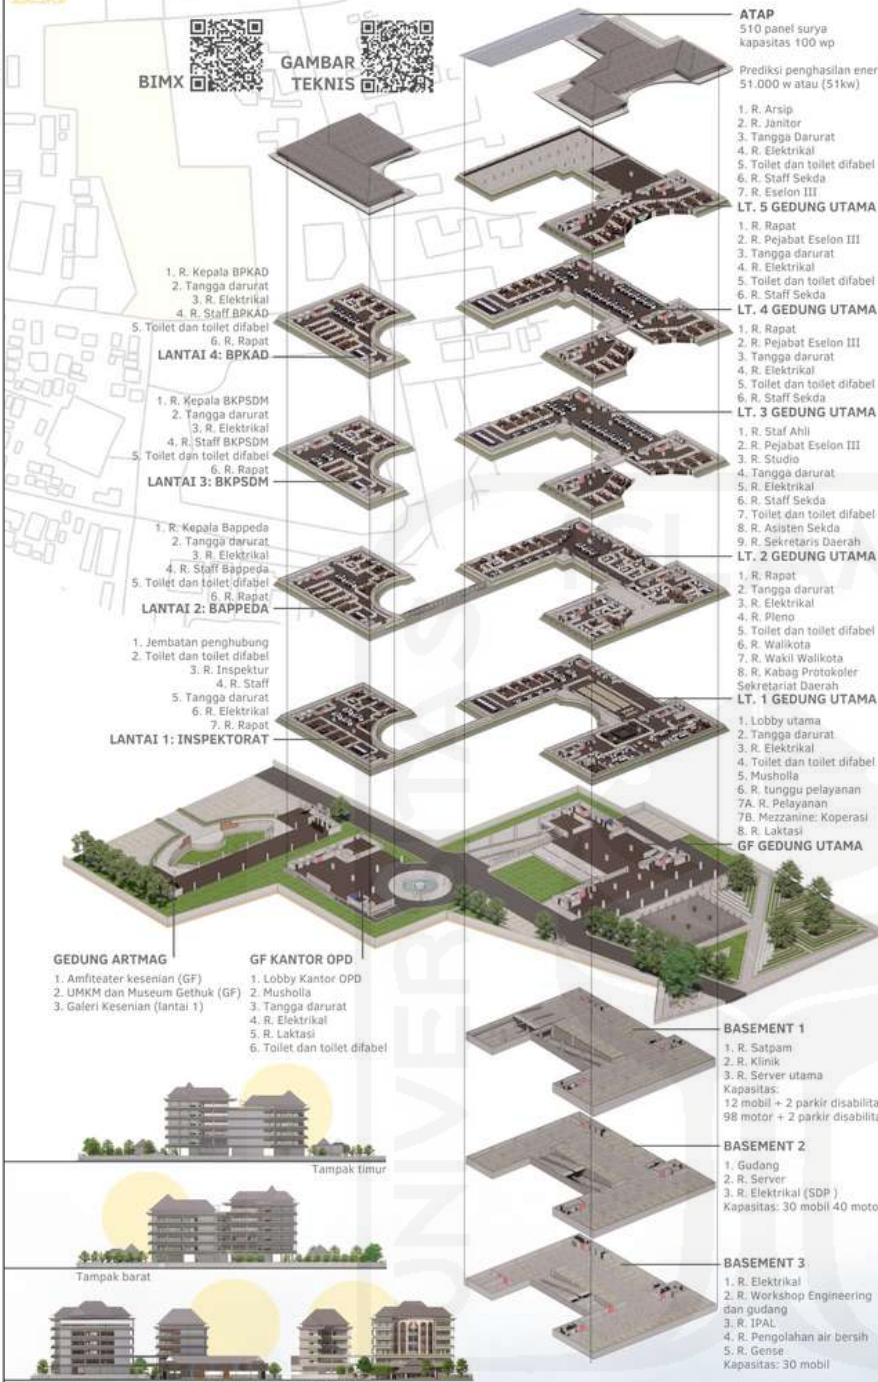 BIMX
GAMBAR
TEKNIS
ATAP
510 panel surya
kapasitas 100 wp
Prediksi penghasilan ener
51.000 w atau (51kw)
1. R. Arsip
2. R. Janitor
3. Tangga Darurat
4. R. Elektrikal
5. Toilet dan toilet difabel
6. R. Staff Sekda
7. R. Eselon III
LT. 5 GEDUNG UTAMA
1. R. Rapat
2. R. Pejabat Eselon III
3. Tangga darurat
4. R. Elektrikal
5. Toilet dan toilet difabel
6. R. Staff Sekda
LT. 4 GEDUNG UTAMA
1. R. Rapat
2. R. Pejabat Eselon III
3. Tangga darurat
4. R. Elektrikal
5. Toilet dan toilet difabel
6. R. Staff Sekda
LT. 3 GEDUNG UTAMA
1. R. Staf Ahli
2. R. Pejabat Eselon III
3. R. Studio
4. Tangga darurat
5. R. Elektrikal
6. R. Staff Sekda
7. Toilet dan toilet difabel
8. R. Asisten Sekda
9. R. Sekretaris Daerah
LT. 2 GEDUNG UTAMA
1. R. Rapat
2. Tangga darurat
3. R. Elektrikal
4. R. Pleno
5. Toilet dan toilet difabel
6. R. Walikota
7. R. Wakil Walikota
8. R. Kabag Protokoler
Sekretariat Daerah
LT. 1 GEDUNG UTAMA
1. Lobby utama
2. Tangga darurat
3. R. Elektrikal
4. Toilet dan toilet difabel
5. Musholla
6. R. tunggu pelayanan
7A. R. Pelayanan
7B. Mezzanine: Koperasi
8. R. Laktasi
GF GEDUNG UTAMA
1. R. Kepala BPKAD
2. Tangga darurat
3. R. Elektrikal
4. R. Staff BPKAD
5. Toilet dan toilet difabel
6. R. Rapat
LANTAI 4: BPKAD
1. R. Kepala BKPSDM
2. Tangga darurat
3. R. Elektrikal
4. R. Staff BKPSDM
5. Toilet dan toilet difabel
6. R. Rapat
LANTAI 3: BKPSDM
1. R. Kepala Bappeda
2. Tangga darurat
3. R. Elektrikal
4. R. Staff Bappeda
5. Toilet dan toilet difabel
6. R. Rapat
LANTAI 2: BAPPEDA
1. Jembatan penghubung
2. Toilet dan toilet difabel
3. R. Inspektur
4. R. Staff
5. Tangga darurat
6. R. Elektrikal
7. R. Rapat
LANTAI 1: INSPEKTORAT
GEDUNG ARTMAG
1. Amfiteater kesenian (GF)
2. UMKM dan Museum Gethuk (GF)
3. Galeri Kesenian (lantai 1)
GF KANTOR OPD
1. Lobby Kantor OPD
2. Musholla
3. Tangga darurat
4. R. Elektrikal
5. R. Laktasi
6. Toilet dan toilet difabel
BASEMENT 1
1. R. Satpam
2. R. Klinik
3. R. Server utama
Kapasitas:
12 mobil + 2 parkir disabilita
98 motor + 2 parkir disabilita
BASEMENT 2
1. Gudang
2. R. Server
3. R. Elektrikal (SDP )
Kapasitas: 30 mobil 40 moto
BASEMENT 3
1. R. Elektrikal
2. R. Workshop Engineering
dan gudang
3. R. IPAL
4. R. Pengolahan air bersih
5. R. Gense
Kapasitas: 30 mobil
Tampak timur
Tampak barat
UNIVERSITAS